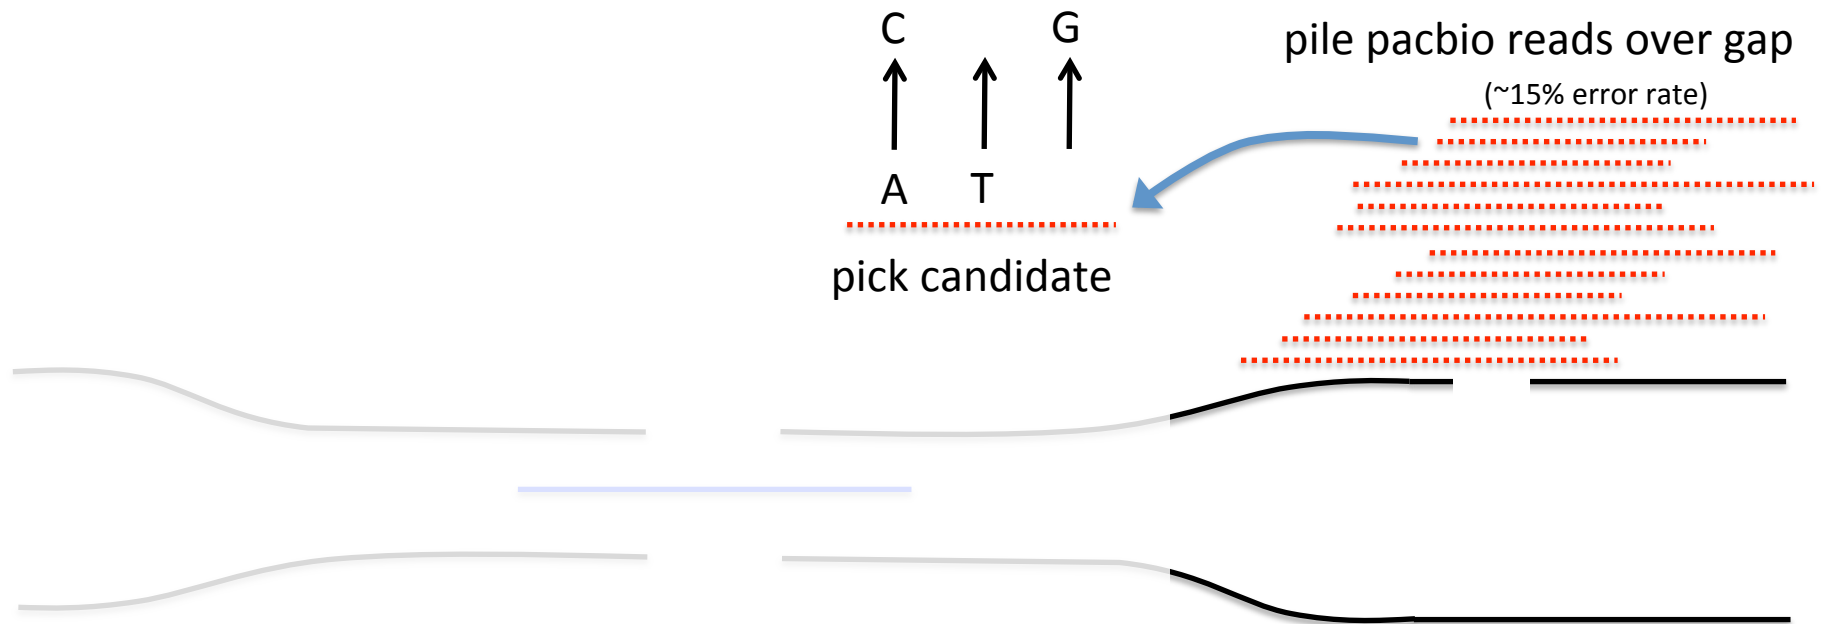 C G
pile pacbio reads over gap
(~15% error rate)
A T
pick candidate